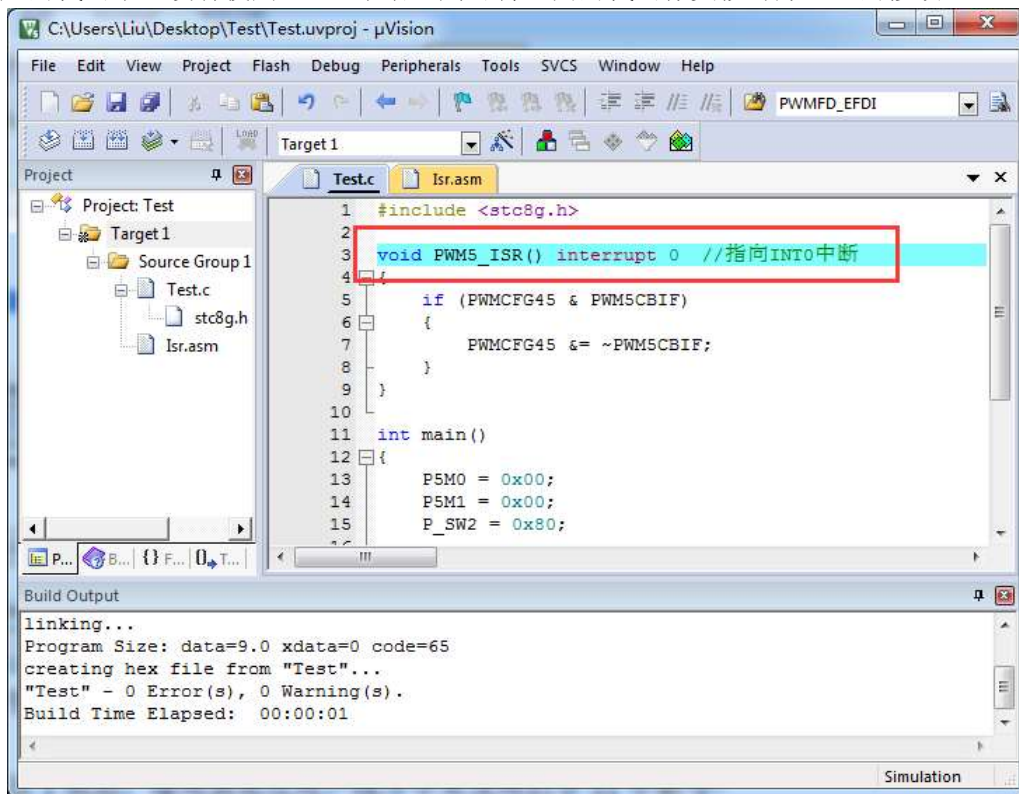 C:\Users\Liu\Desktop\Test\Test.uvproj - µVision
File Edit View Project Flash Debug Peripherals Tools SVCS Window Help
PWMFD_EFDI
LOAD
Target 1
Project
Test.c Isr.asm
Project: Test
Target 1
Source Group 1
Test.c
stc8g.h
Isr.asm
1 #include <stc8g.h>
2
3 void PWM5_ISR() interrupt 0 //指向INT0中断
4 {
5 if (PWMCFG45 & PWM5CBIF)
6 {
7 PWMCFG45 &= ~PWM5CBIF;
8 }
9 }
10
11 int main()
12 {
13 P5M0 = 0x00;
14 P5M1 = 0x00;
15 P_SW2 = 0x80;
P... B... {} F... 0 T...
Build Output
linking...
Program Size: data=9.0 xdata=0 code=65
creating hex file from "Test"...
"Test" - 0 Error(s), 0 Warning(s).
Build Time Elapsed: 00:00:01
Simulation